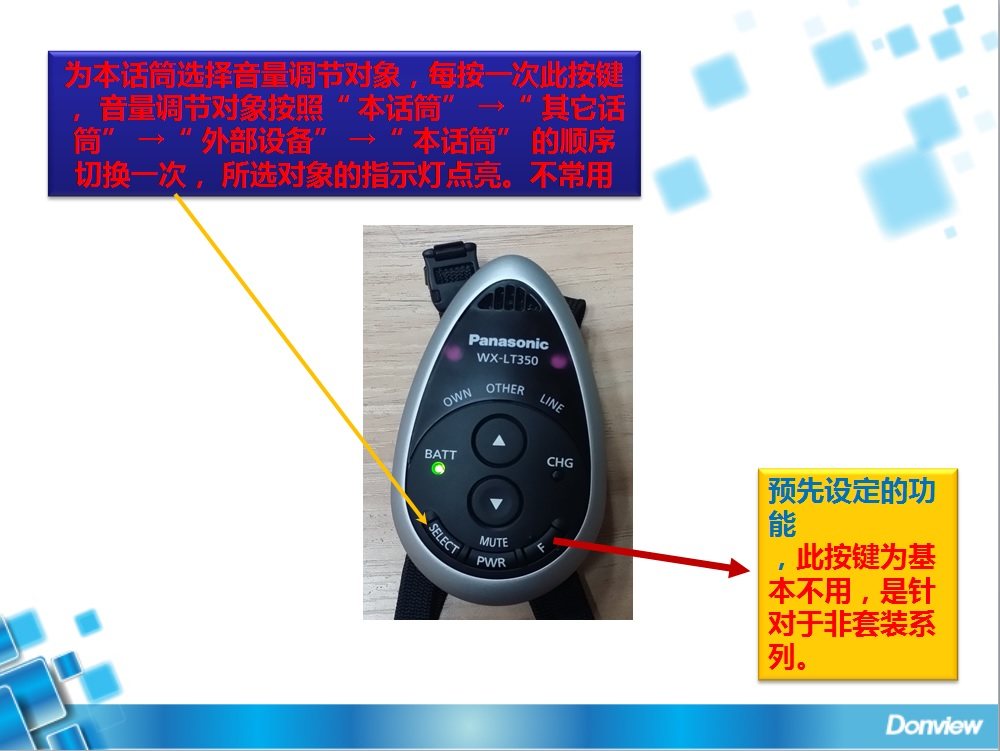 为本话筒选择音量调节对象，每按一次此按键
，音量调节对象按照“本话筒” →“其它话
筒” →“ 外部设备” →“ 本话筒” 的顺序
切换一次， 所选对象的指示灯点亮。不常用
Panasonic
WX-LT350
OWN OTHER LINE
BATT
CHG
SELECT
MUTE
PWR
F
预先设定的功
能
，此按键为基
本不用，是针
对于非套装系
列。
Donview